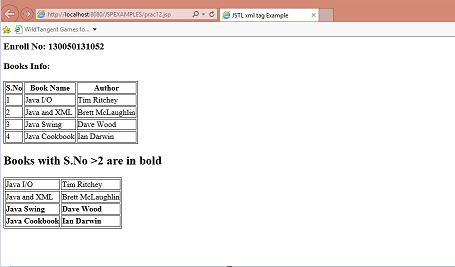 http://localhost:8080/JSPEXAMPLES/prac12.jsp
JSTL xml tag Example
WildTangent Games fo...
Enroll No: 130050131052
Books Info:
S.No Book Name Author
1 Java I/O Tim Ritchey
2 Java and XML Brett McLaughlin
3 Java Swing Dave Wood
4 Java Cookbook Ian Darwin
Books with S.No >2 are in bold
Java I/O Tim Ritchey
Java and XML Brett McLaughlin
Java Swing Dave Wood
Java Cookbook Ian Darwin